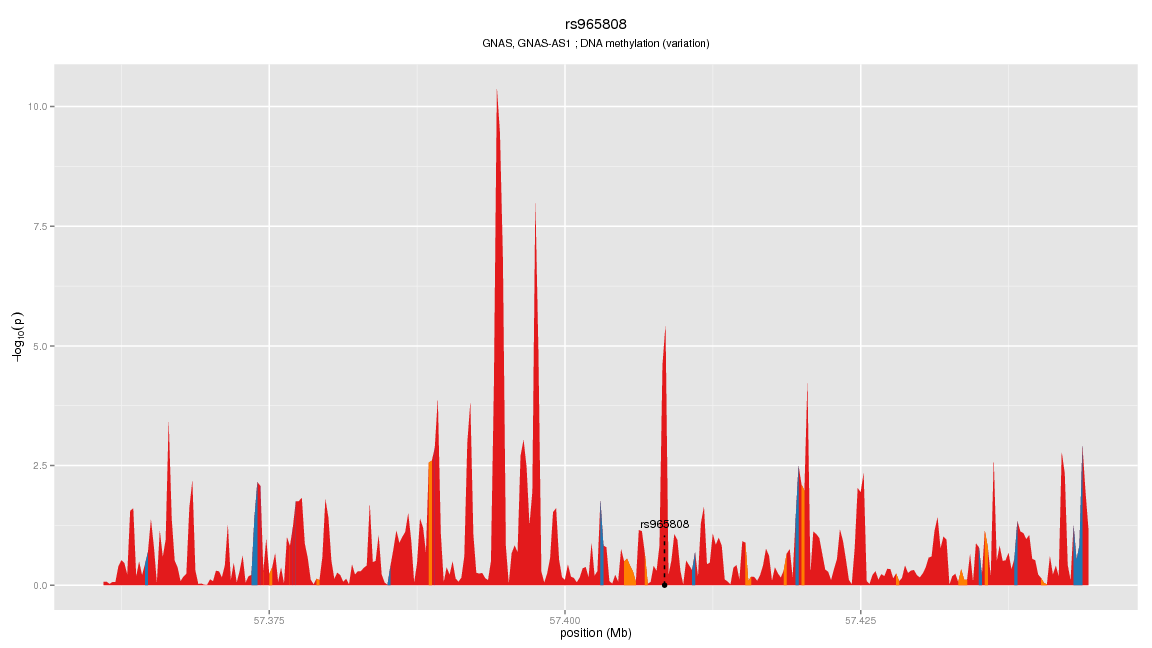 rs965808
GNAS, GNAS-AS1 ; DNA methylation (variation)
10.0
7.5
5.0
2.5
0.0
−log10(p)
rs965808
57.375
57.400
57.425
position (Mb)